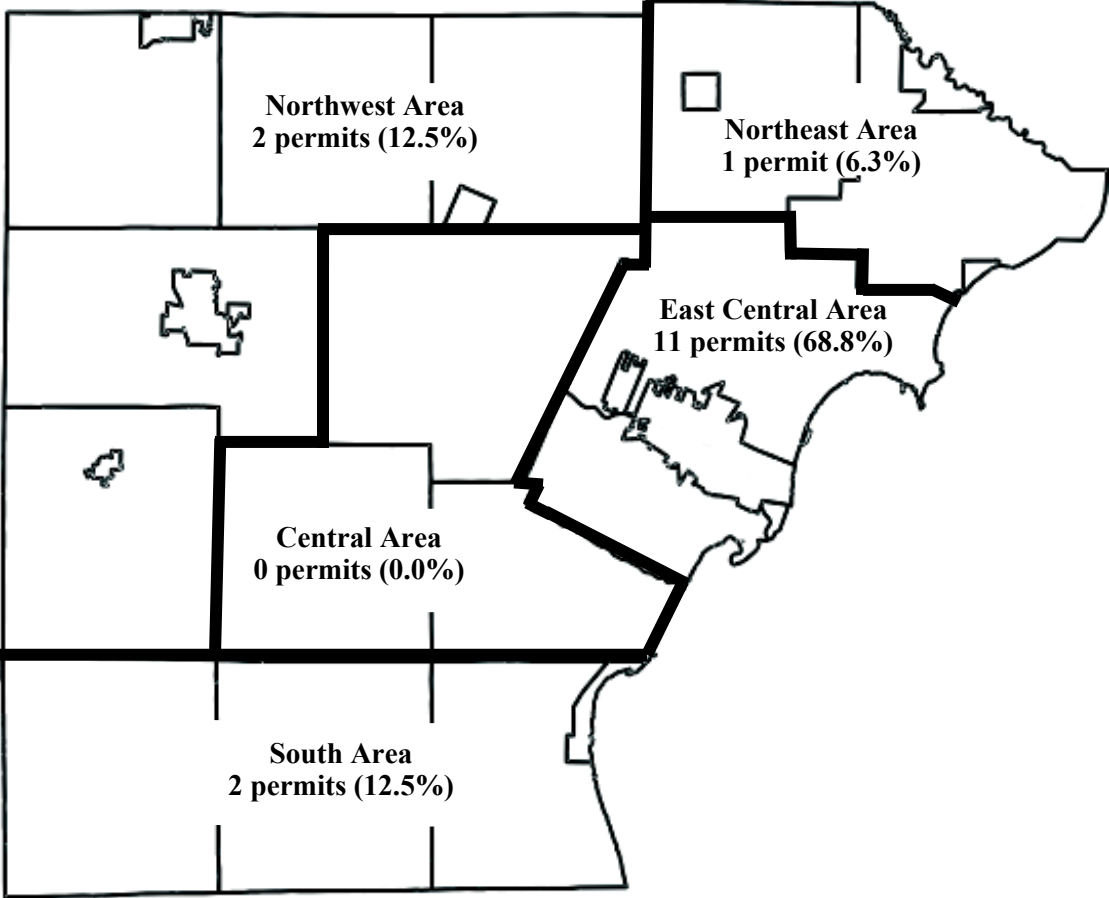 Northwest Area
2 permits (12.5%)
Northeast Area
1 permit (6.3%)
East Central Area
11 permits (68.8%)
Central Area
0 permits (0.0%)
South Area
2 permits (12.5%)